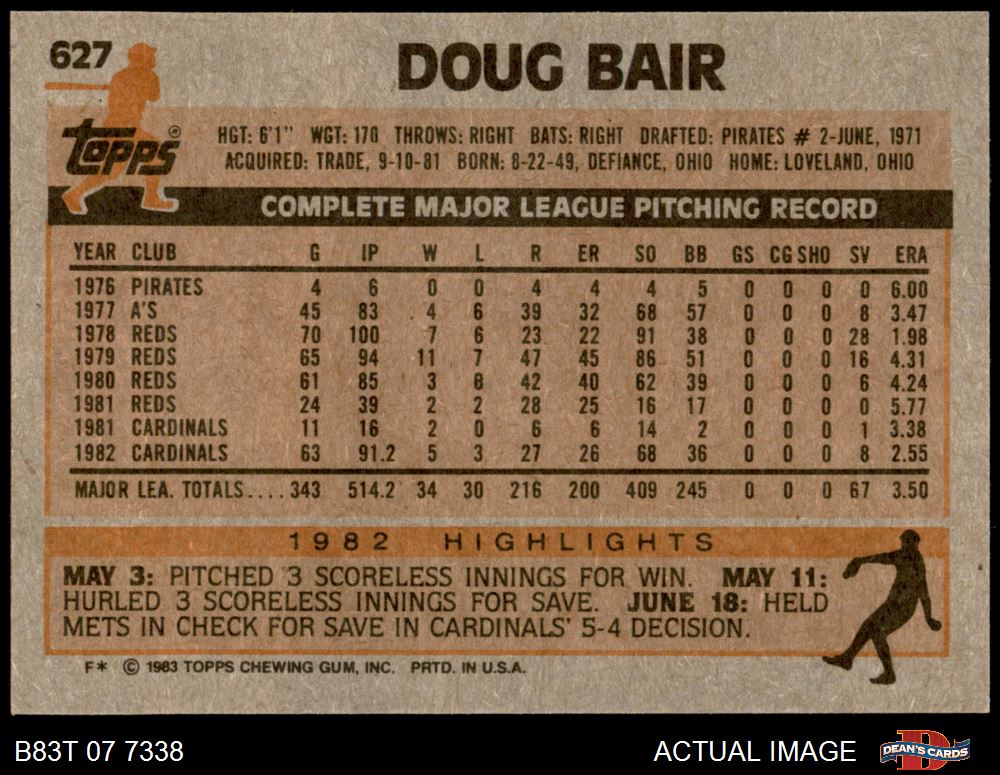 627
DOUG BAIR
Topps®
HGT: 6'1" WGT: 170 THROWS: RIGHT BATS: RIGHT DRAFTED: PIRATES # 2-JUNE, 1971
ACQUIRED: TRADE, 9-10-81 BORN: 8-22-49, DEFIANCE, OHIO HOME: LOVELAND, OHIO
COMPLETE MAJOR LEAGUE PITCHING RECORD
YEAR CLUB G IP W L R ER SO BB GS CG SHO SV ERA
1976 PIRATES 4 6 0 0 4 4 4 5 0 0 0 0 6.00
1977 A'S 45 83 4 6 39 32 68 57 0 0 0 8 3.47
1978 REDS 70 100 7 6 23 22 91 38 0 0 0 28 1.98
1979 REDS 65 94 11 7 47 45 86 51 0 0 0 16 4.31
1980 REDS 61 85 3 8 42 40 62 39 0 0 0 6 4.24
1981 REDS 24 39 2 2 28 25 16 17 0 0 0 0 5.77
1981 CARDINALS 11 16 2 0 6 6 14 2 0 0 0 1 3.38
1982 CARDINALS 63 91.2 5 3 27 26 68 36 0 0 0 8 2.55
MAJOR LEA. TOTALS.... 343 514.2 34 30 216 200 409 245 0 0 0 67 3.50
1982 HIGHLIGHTS
MAY 3: PITCHED 3 SCORELESS INNINGS FOR WIN. MAY 11:
HURLED 3 SCORELESS INNINGS FOR SAVE. JUNE 18: HELD
METS IN CHECK FOR SAVE IN CARDINALS' 5-4 DECISION.
F* © 1983 TOPPS CHEWING GUM, INC. PRTD. IN U.S.A.
B83T 07 7338
ACTUAL IMAGE
DEAN'S CARDS